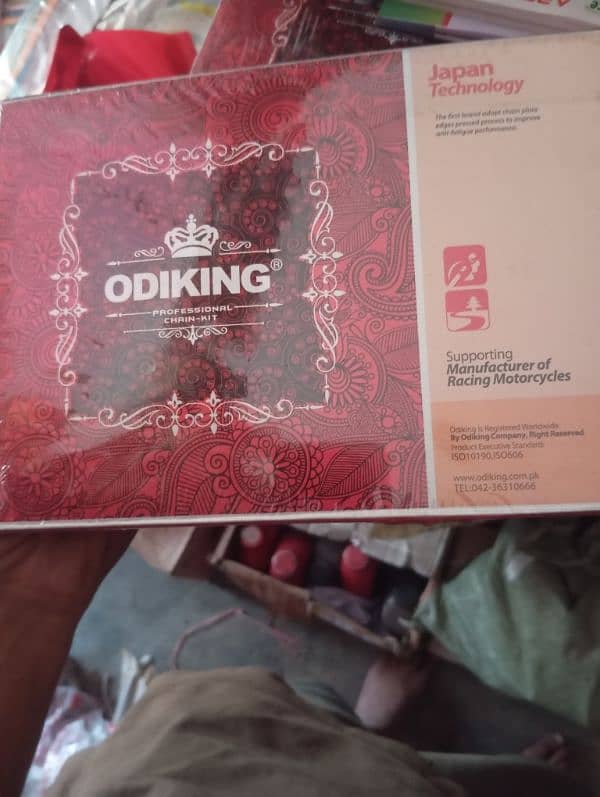 ODIKING®
PROFESSIONAL
CHAIN-KIT
Japan
Technology
The first brand adopt chain plate
edges pressed process to improve
anti-fatigue performance.
Supporting
Manufacturer of
Racing Motorcycles
Odiking is Registered Worldwide
By Odiking Company, Right Reserved
Product Executive Standard:
ISO10190,ISO606
www.odiking.com.pk
TEL:042-36310666